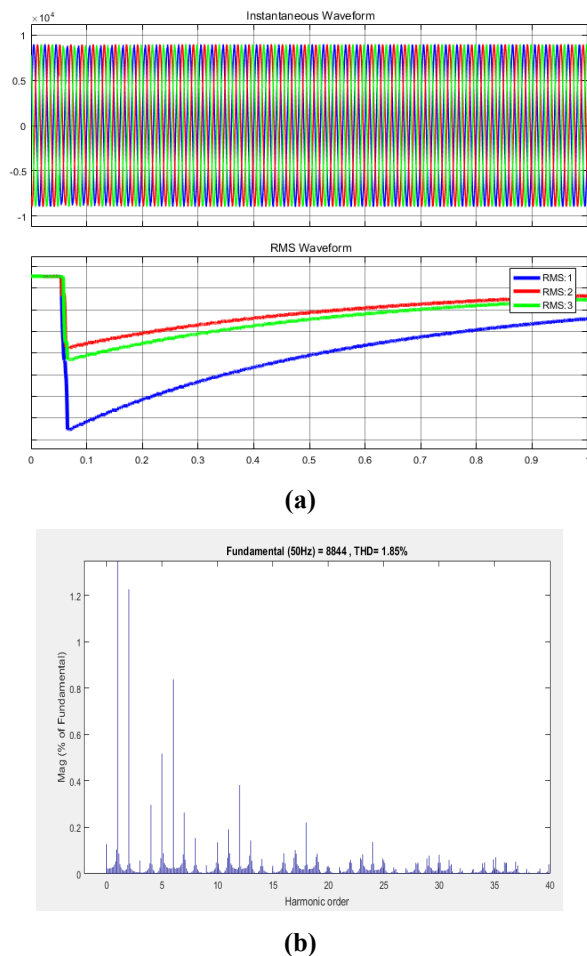 Instantaneous Waveform
×10⁴
1
0.5
0
-0.5
-1
RMS Waveform
RMS:1
RMS:2
RMS:3
0 0.1 0.2 0.3 0.4 0.5 0.6 0.7 0.8 0.9 1
(a)
Fundamental (50Hz) = 8844 , THD= 1.85%
Mag (% of Fundamental)
1.2
1
0.8
0.6
0.4
0.2
0
0 5 10 15 20 25 30 35 40
Harmonic order
(b)